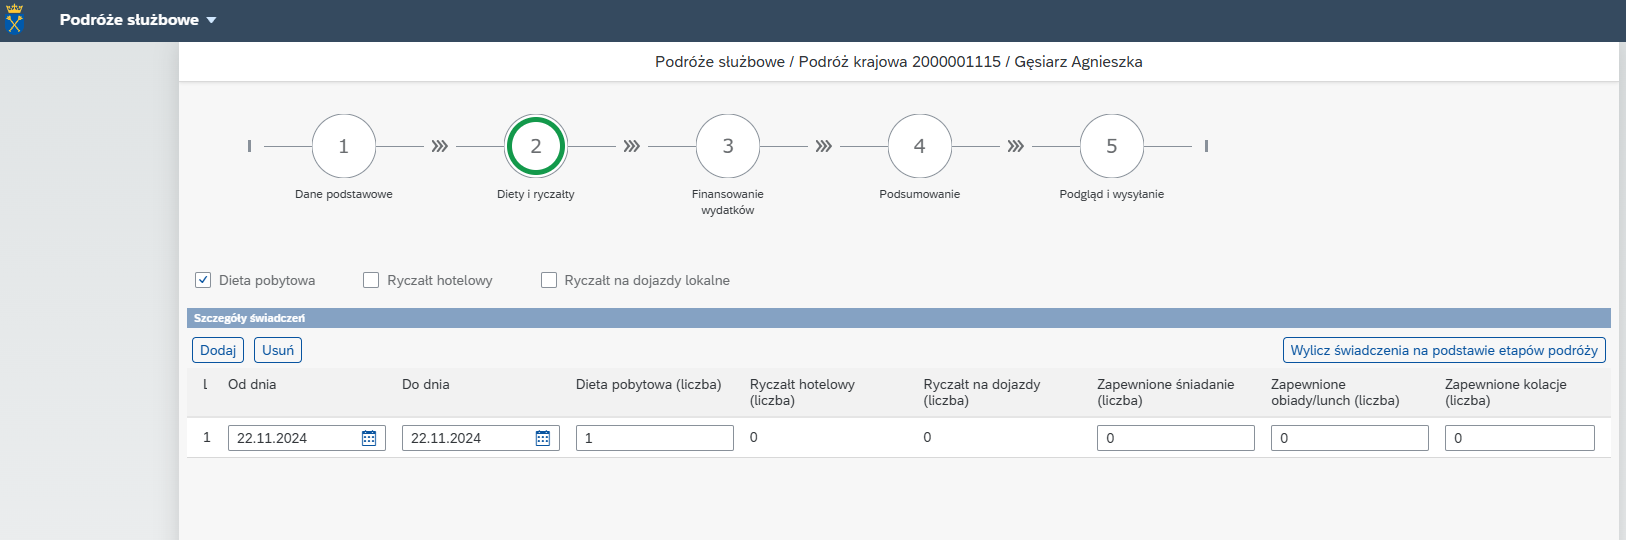 Podróże służbowe
Podróże służbowe / Podróż krajowa 2000001115 / Gęsiarz Agnieszka
1
2
3
4
5
Dane podstawowe
Diety i ryczałty
Finansowanie
wydatków
Podsumowanie
Podgląd i wysyłanie
Dieta pobytowa
Ryczałt hotelowy
Ryczałt na dojazdy lokalne
Szczegóły świadczeń
Dodaj
Usuń
Wylicz świadczenia na podstawie etapów podróży
l
Od dnia
Do dnia
Dieta pobytowa (liczba)
Ryczałt hotelowy
(liczba)
Ryczałt na dojazdy
(liczba)
Zapewnione śniadanie
(liczba)
Zapewnione
obiady/lunch (liczba)
Zapewnione kolacje
(liczba)
1
22.11.2024
22.11.2024
1
0
0
0
0
0